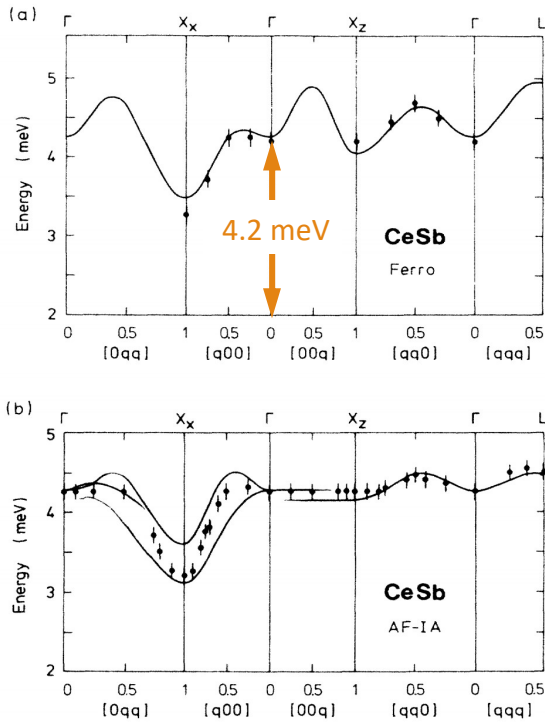 (a)
Γ X_x Γ X_z Γ L
5
4
3
2
Energy (meV)
4.2 meV
CeSb
Ferro
0 0.5 1 0.5 0 0.5 1 0.5 0 0.5
[0qq] [q00] [00q] [qq0] [qqq]
(b)
Γ X_x Γ X_z Γ L
5
4
3
2
Energy (meV)
CeSb
AF-IA
0 0.5 1 0.5 0 0.5 1 0.5 0 0.5
[0qq] [q00] [00q] [qq0] [qqq]